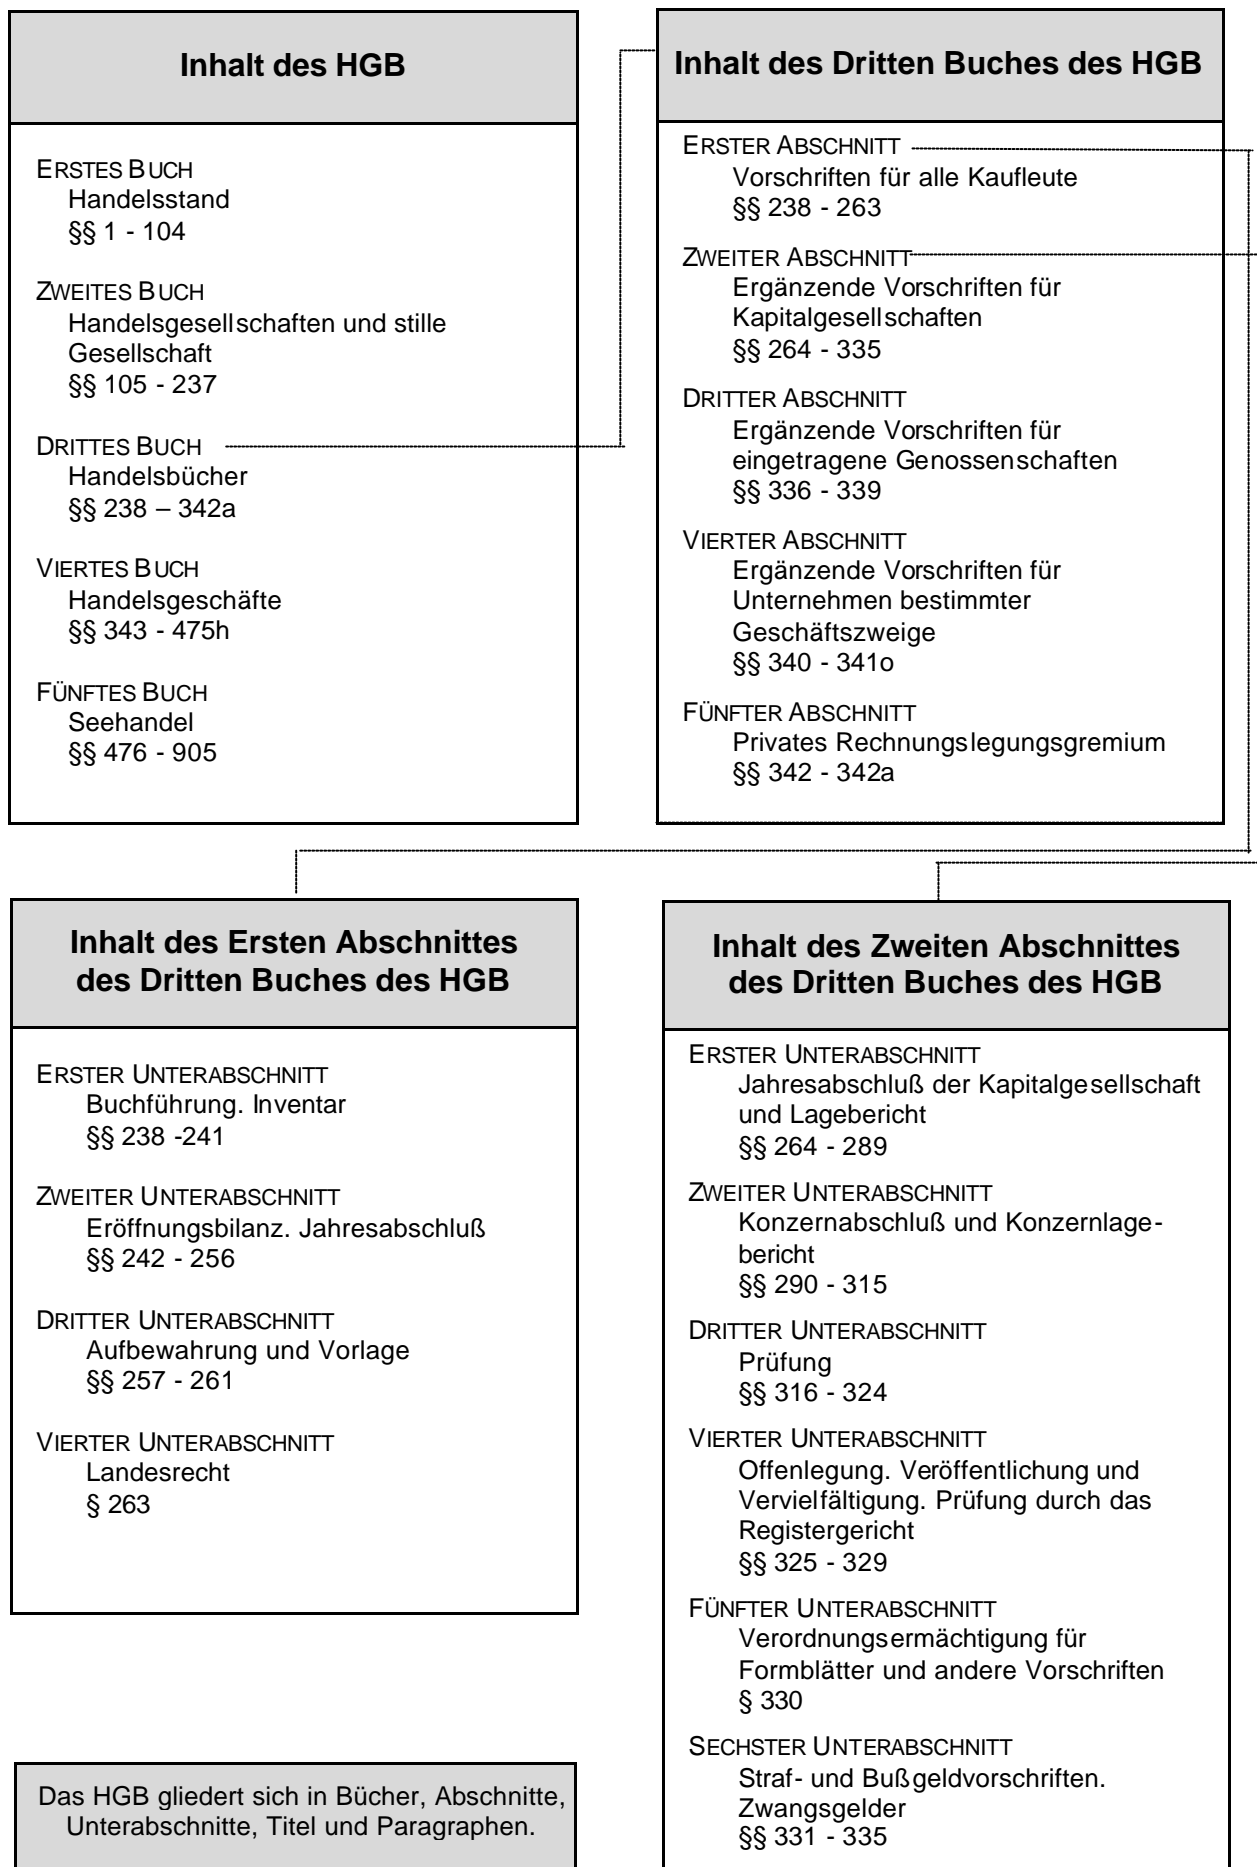 Inhalt des HGB
ERSTES BUCH
Handelsstand
§§ 1 - 104
ZWEITES BUCH
Handelsgesellschaften und stille
Gesellschaft
§§ 105 - 237
DRITTES BUCH
Handelsbücher
§§ 238 – 342a
VIERTES BUCH
Handelsgeschäfte
§§ 343 - 475h
FÜNFTES BUCH
Seehandel
§§ 476 - 905
Inhalt des Dritten Buches des HGB
ERSTER ABSCHNITT
Vorschriften für alle Kaufleute
§§ 238 - 263
ZWEITER ABSCHNITT
Ergänzende Vorschriften für
Kapitalgesellschaften
§§ 264 - 335
DRITTER ABSCHNITT
Ergänzende Vorschriften für
eingetragene Genossenschaften
§§ 336 - 339
VIERTER ABSCHNITT
Ergänzende Vorschriften für
Unternehmen bestimmter
Geschäftszweige
§§ 340 - 341o
FÜNFTER ABSCHNITT
Privates Rechnungslegungsgremium
§§ 342 - 342a
Inhalt des Ersten Abschnittes
des Dritten Buches des HGB
ERSTER UNTERABSCHNITT
Buchführung. Inventar
§§ 238 -241
ZWEITER UNTERABSCHNITT
Eröffnungsbilanz. Jahresabschluß
§§ 242 - 256
DRITTER UNTERABSCHNITT
Aufbewahrung und Vorlage
§§ 257 - 261
VIERTER UNTERABSCHNITT
Landesrecht
§ 263
Das HGB gliedert sich in Bücher, Abschnitte,
Unterabschnitte, Titel und Paragraphen.
Inhalt des Zweiten Abschnittes
des Dritten Buches des HGB
ERSTER UNTERABSCHNITT
Jahresabschluß der Kapitalgesellschaft
und Lagebericht
§§ 264 - 289
ZWEITER UNTERABSCHNITT
Konzernabschluß und Konzernlage-
bericht
§§ 290 - 315
DRITTER UNTERABSCHNITT
Prüfung
§§ 316 - 324
VIERTER UNTERABSCHNITT
Offenlegung. Veröffentlichung und
Vervielfältigung. Prüfung durch das
Registergericht
§§ 325 - 329
FÜNFTER UNTERABSCHNITT
Verordnungsermächtigung für
Formblätter und andere Vorschriften
§ 330
SECHSTER UNTERABSCHNITT
Straf- und Bußgeldvorschriften.
Zwangsgelder
§§ 331 - 335